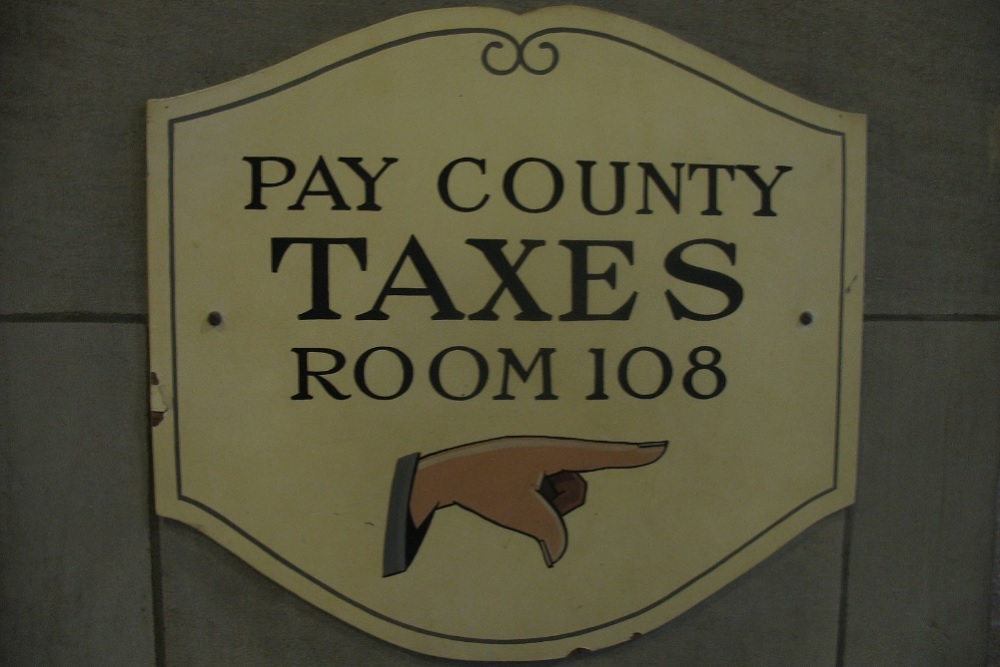 PAY COUNTY
TAXES
ROOM 108